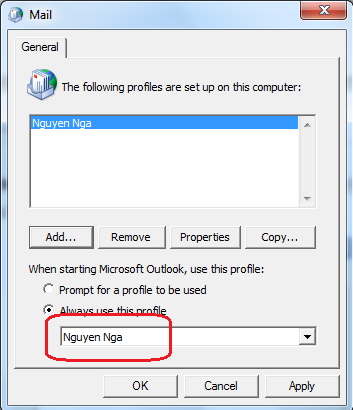 Mail
General
The following profiles are set up on this computer:
Nguyen Nga
Add... Remove Properties Copy...
When starting Microsoft Outlook, use this profile:
Prompt for a profile to be used
Always use this profile
Nguyen Nga
OK Cancel Apply